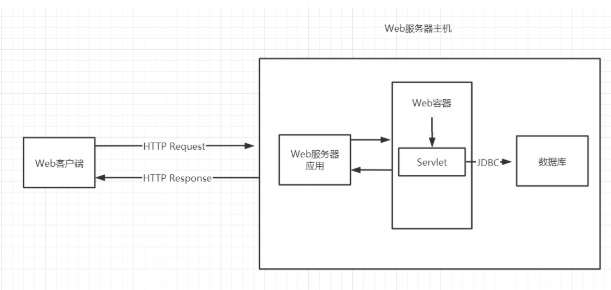 Web服务器主机
Web容器
HTTP Request
Web服务器
应用
Web客户端
Servlet
JDBC
数据库
HTTP Response